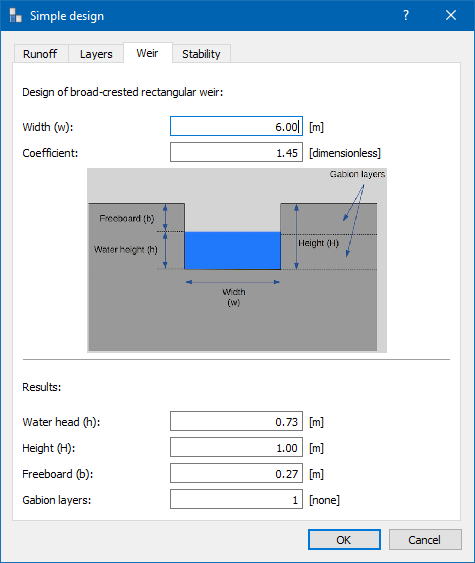 Simple design ?
Runoff Layers Weir Stability
Design of broad-crested rectangular weir:
Width (w): 6.00 [m]
Coefficient: 1.45 [dimensionless]
Gabion layers
Freeboard (b)
Water height (h) Height (H)
Width
(w)
Results:
Water head (h): 0.73 [m]
Height (H): 1.00 [m]
Freeboard (b): 0.27 [m]
Gabion layers: 1 [none]
OK Cancel